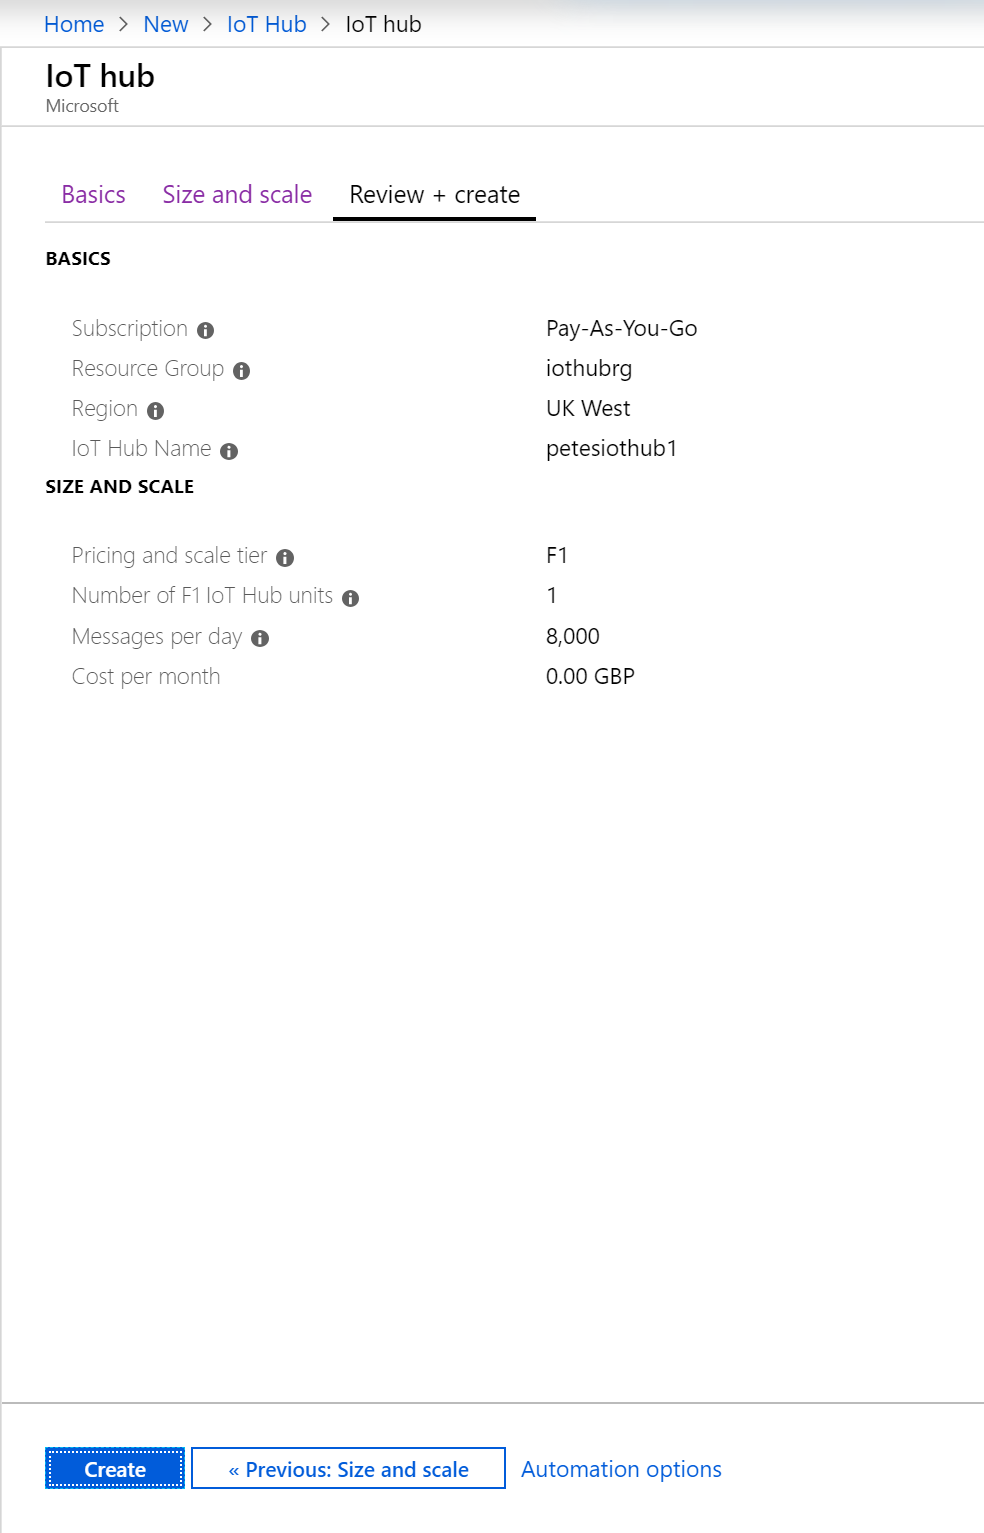 Home > New > IoT Hub > IoT hub
IoT hub
Microsoft
Basics Size and scale Review + create
BASICS
Subscription Pay-As-You-Go
Resource Group iothubrg
Region UK West
IoT Hub Name petesiothub1
SIZE AND SCALE
Pricing and scale tier F1
Number of F1 IoT Hub units 1
Messages per day 8,000
Cost per month 0.00 GBP
Create « Previous: Size and scale Automation options